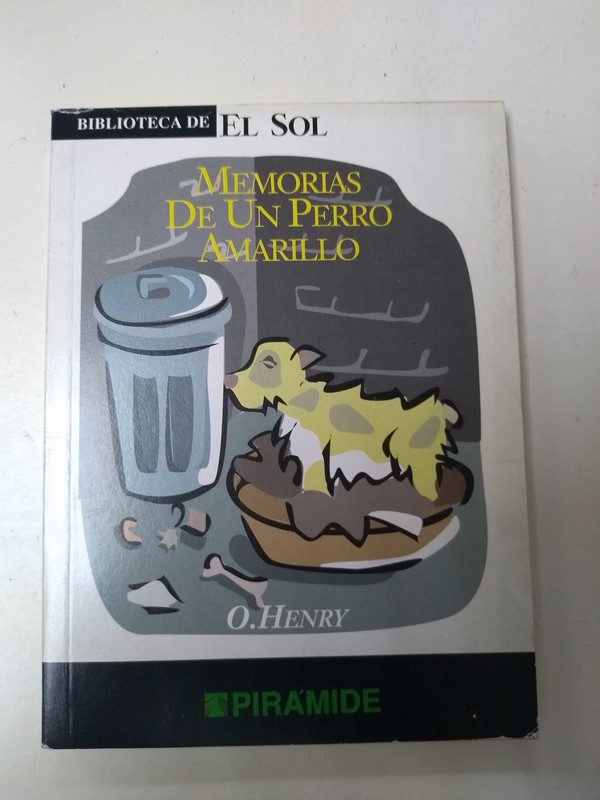 BIBLIOTECA DE EL SOL
MEMORIAS
DE UN PERRO
AMARILLO
O. HENRY
PIRÁMIDE